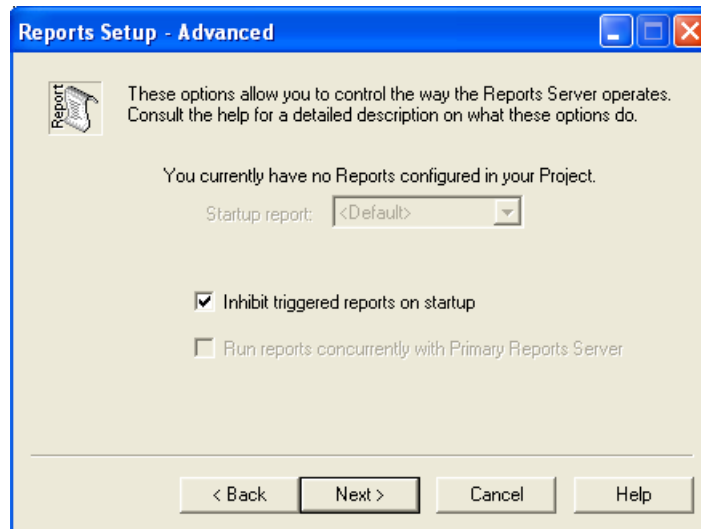 Reports Setup - Advanced
Report
These options allow you to control the way the Reports Server operates.
Consult the help for a detailed description on what these options do.
You currently have no Reports configured in your Project.
Startup report: <Default>
Inhibit triggered reports on startup
Run reports concurrently with Primary Reports Server
< Back Next > Cancel Help